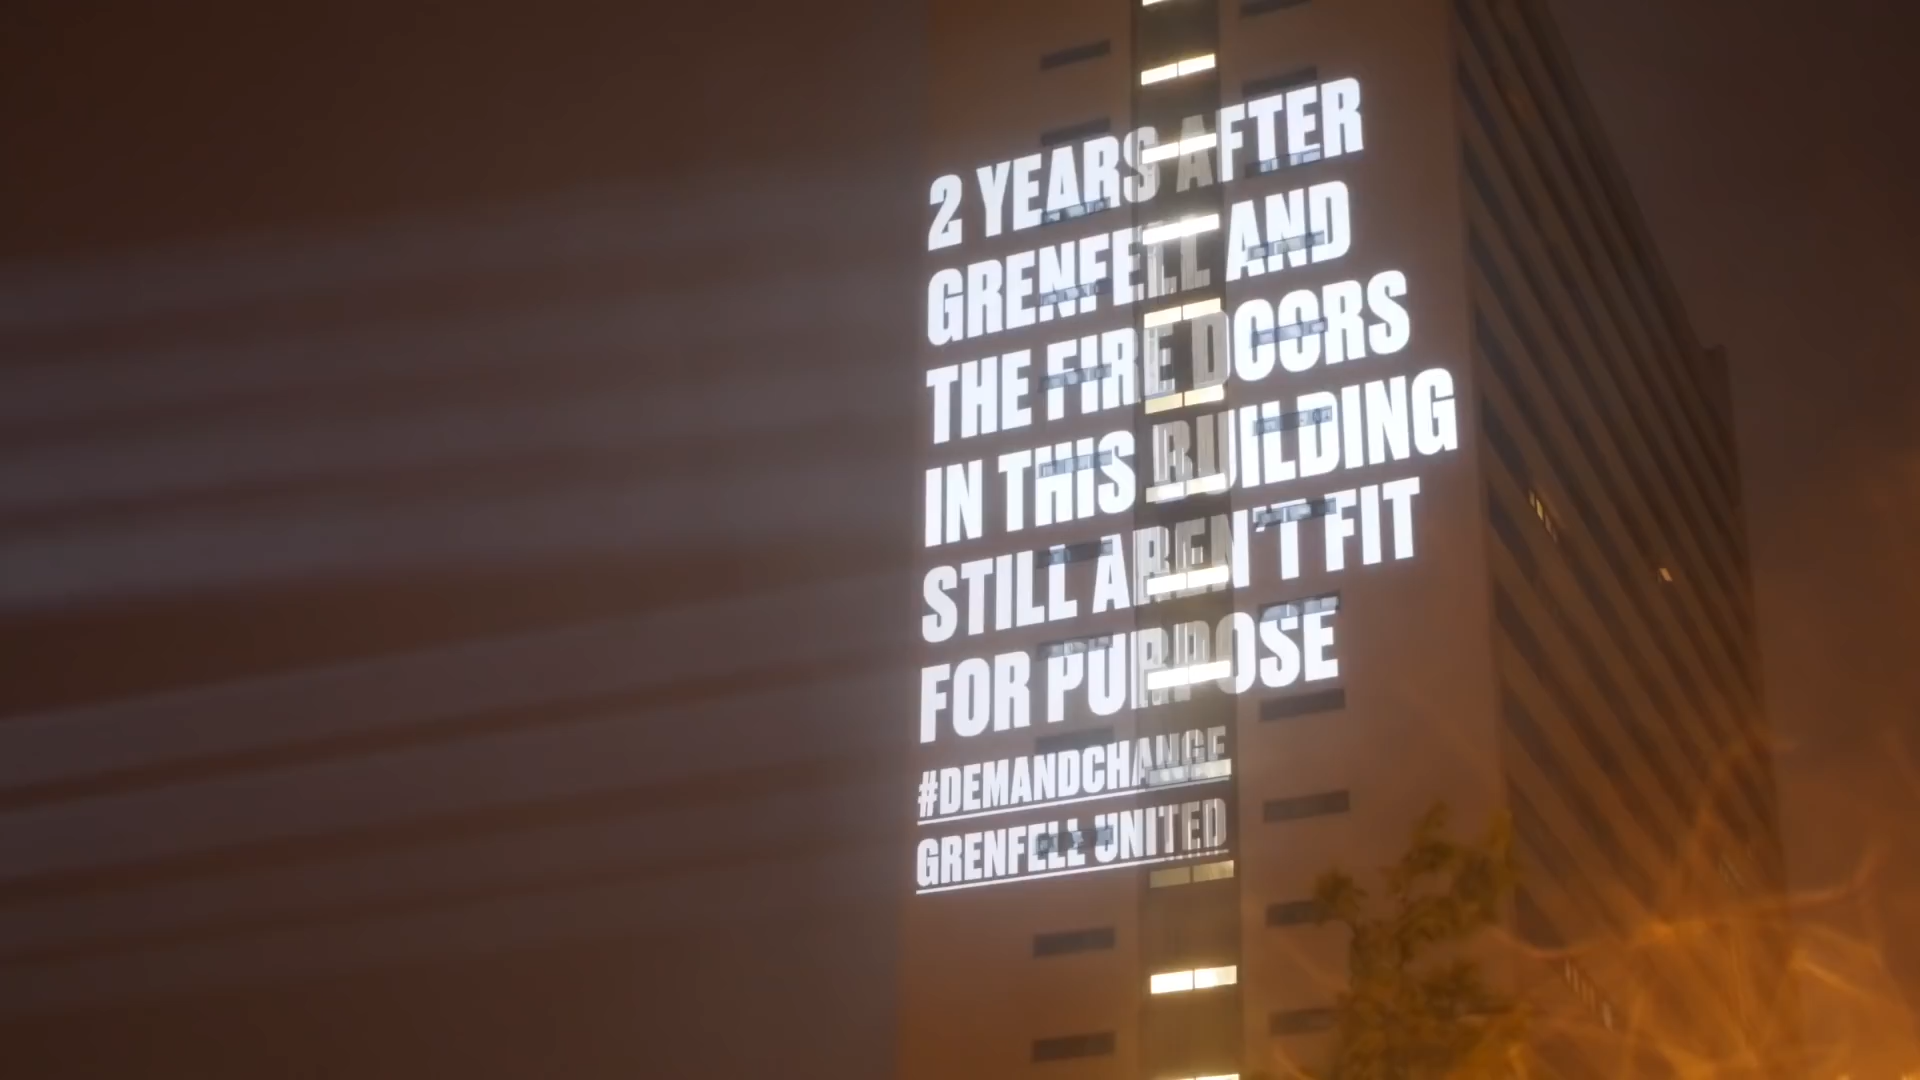 2 YEARS AFTER
GRENFELL AND
THE FIRE DOORS
IN THIS BUILDING
STILL AREN'T FIT
FOR PURPOSE
#DEMANDCHANGE
GRENFELL UNITED